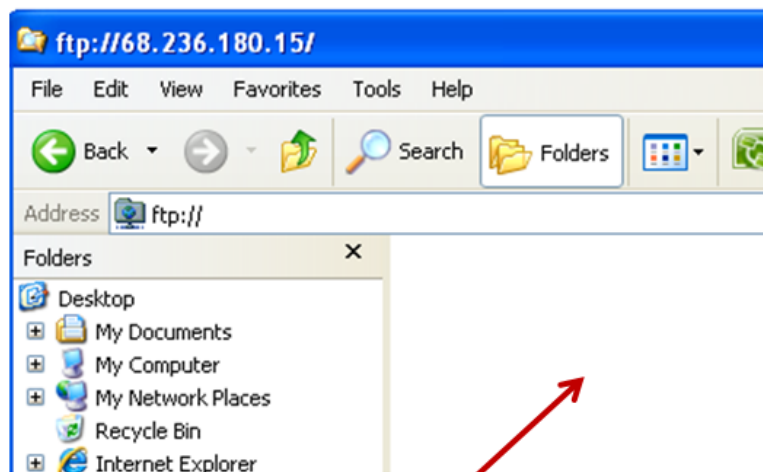 ftp://68.236.180.15/
File Edit View Favorites Tools Help
Back Search Folders
Address ftp://
Folders X
Desktop
My Documents
My Computer
My Network Places
Recycle Bin
Internet Explorer